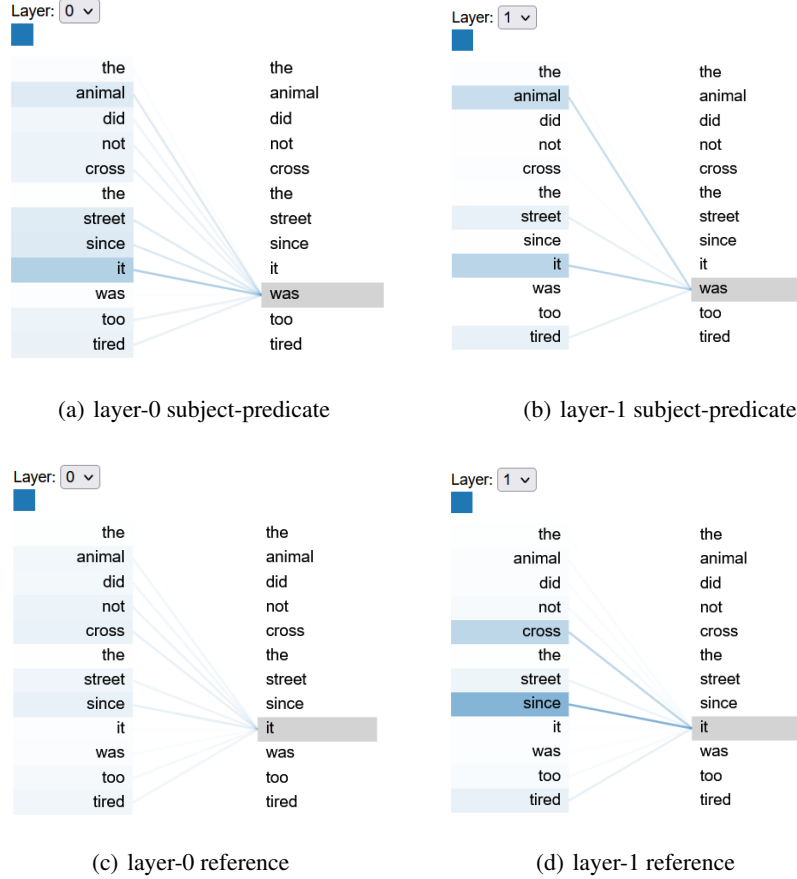 Layer: 0
the the
animal animal
did did
not not
cross cross
the the
street street
since since
it it
was was
too too
tired tired
(a) layer-0 subject-predicate
Layer: 1
the the
animal animal
did did
not not
cross cross
the the
street street
since since
it it
was was
too too
tired tired
(b) layer-1 subject-predicate
Layer: 0
the the
animal animal
did did
not not
cross cross
the the
street street
since since
it it
was was
too too
tired tired
(c) layer-0 reference
Layer: 1
the the
animal animal
did did
not not
cross cross
the the
street street
since since
it it
was was
too too
tired tired
(d) layer-1 reference